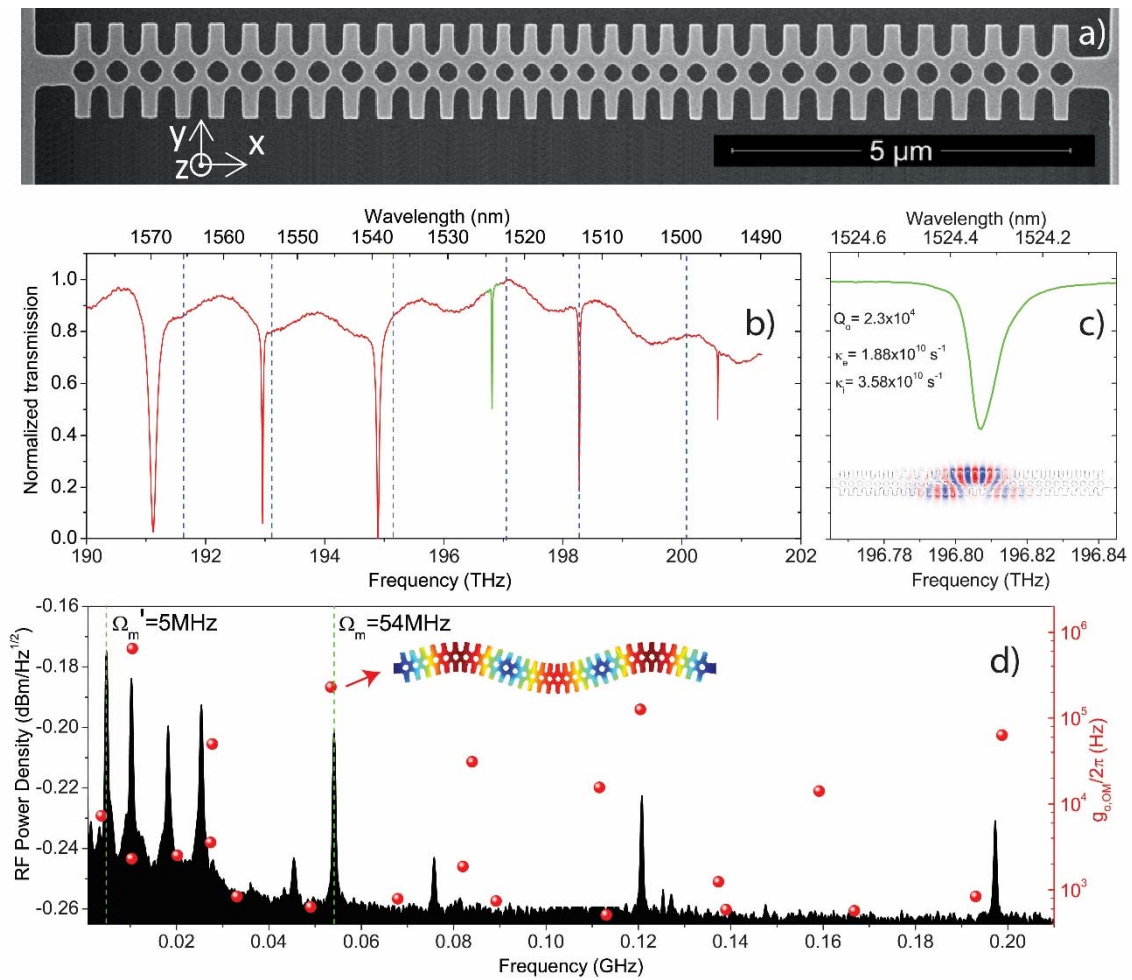 a)
y
z x
5 μm
Wavelength (nm)
1570 1560 1550 1540 1530 1520 1510 1500 1490
Normalized transmission
1.0
0.8
0.6
0.4
0.2
0.0
b)
190 192 194 196 198 200 202
Frequency (THz)
Wavelength (nm)
1524.6 1524.4 1524.2
c)
Qₒ = 2.3x10⁴
κₑ = 1.88x10¹⁰ s⁻¹
κᵢ = 3.58x10¹⁰ s⁻¹
196.78 196.80 196.82 196.84
Frequency (THz)
RF Power Density (dBm/Hz^1/2)
-0.16
-0.18
-0.20
-0.22
-0.24
-0.26
Ωₘ'=5MHz
Ωₘ=54MHz
d)
10⁶
10⁵
10⁴
10³
g_o,OM/2π (Hz)
0.02 0.04 0.06 0.08 0.10 0.12 0.14 0.16 0.18 0.20
Frequency (GHz)